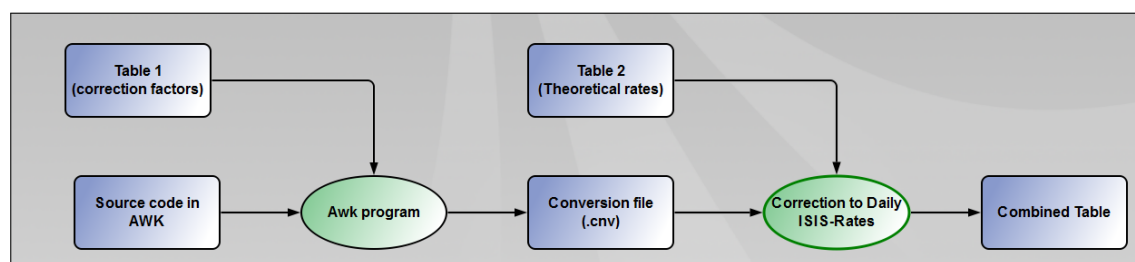 Table 1
(correction factors)
Table 2
(Theoretical rates)
Source code in
AWK
Awk program
Conversion file
(.cnv)
Correction to Daily
ISIS-Rates
Combined Table